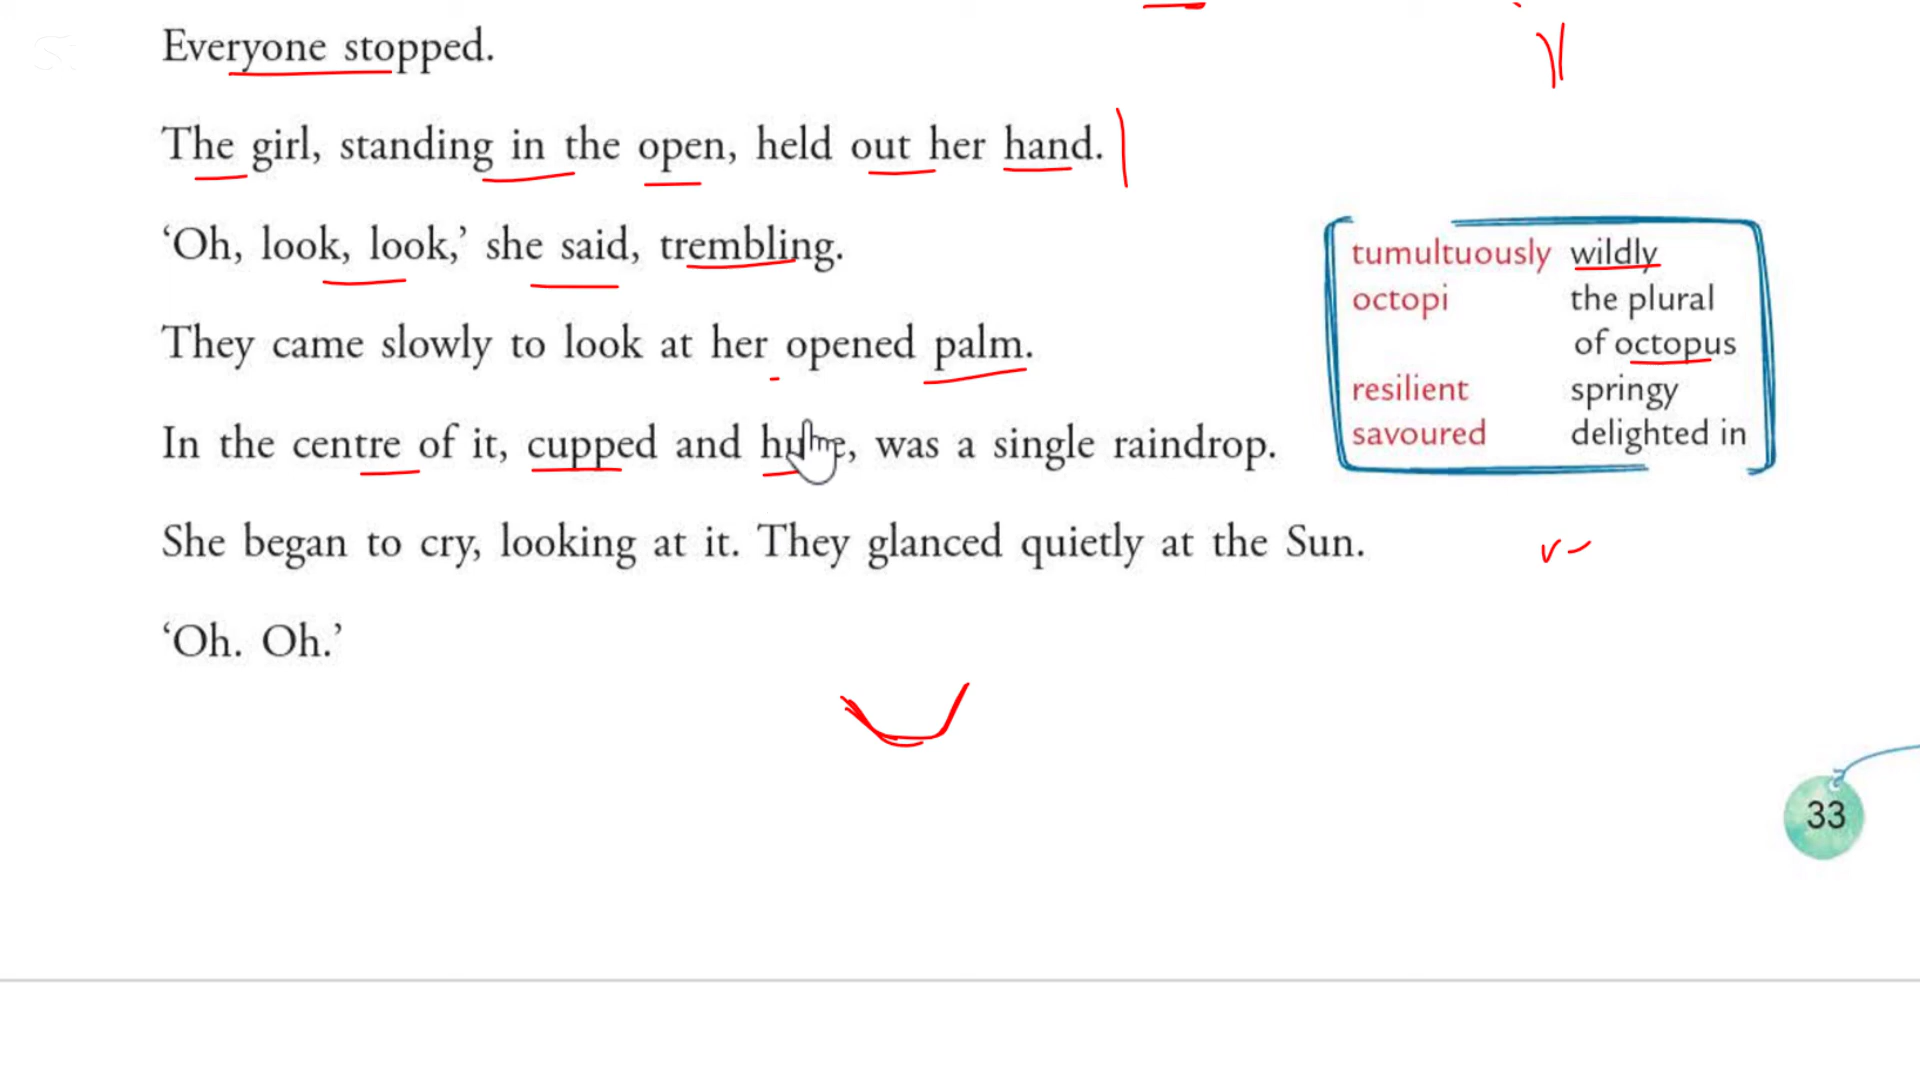 Everyone stopped.
The girl, standing in the open, held out her hand.
‘Oh, look, look,’ she said, trembling.
They came slowly to look at her opened palm.
In the centre of it, cupped and huge, was a single raindrop.
She began to cry, looking at it. They glanced quietly at the Sun.
‘Oh. Oh.’
tumultuously wildly
octopi the plural
of octopus
resilient springy
savoured delighted in
33